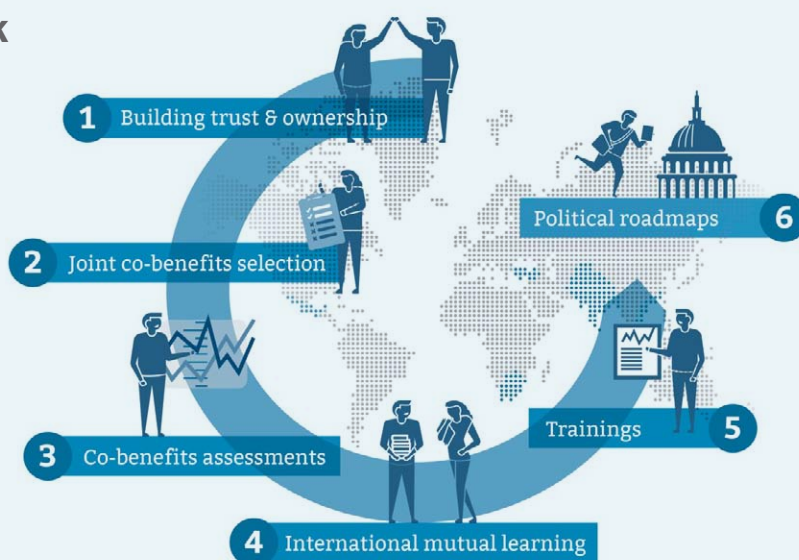 k
1 Building trust & ownership
2 Joint co-benefits selection
3 Co-benefits assessments
4 International mutual learning
Trainings 5
Political roadmaps 6